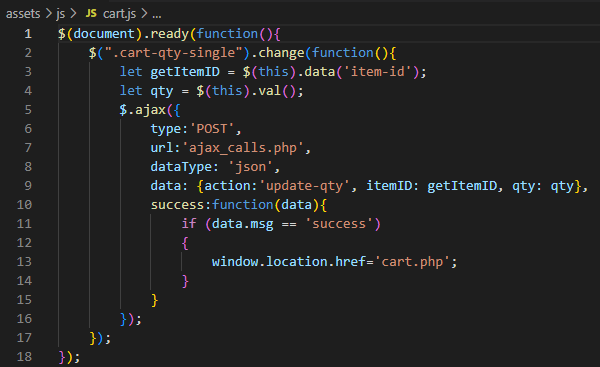 assets > js > JS cart.js > ...
1 $(document).ready(function(){
2 $(".cart-qty-single").change(function(){
3 let getItemID = $(this).data('item-id');
4 let qty = $(this).val();
5 $.ajax({
6 type:'POST',
7 url:'ajax_calls.php',
8 dataType: 'json',
9 data: {action:'update-qty', itemID: getItemID, qty: qty},
10 success:function(data){
11 if (data.msg == 'success')
12 {
13 window.location.href='cart.php';
14 }
15 }
16 });
17 });
18 });